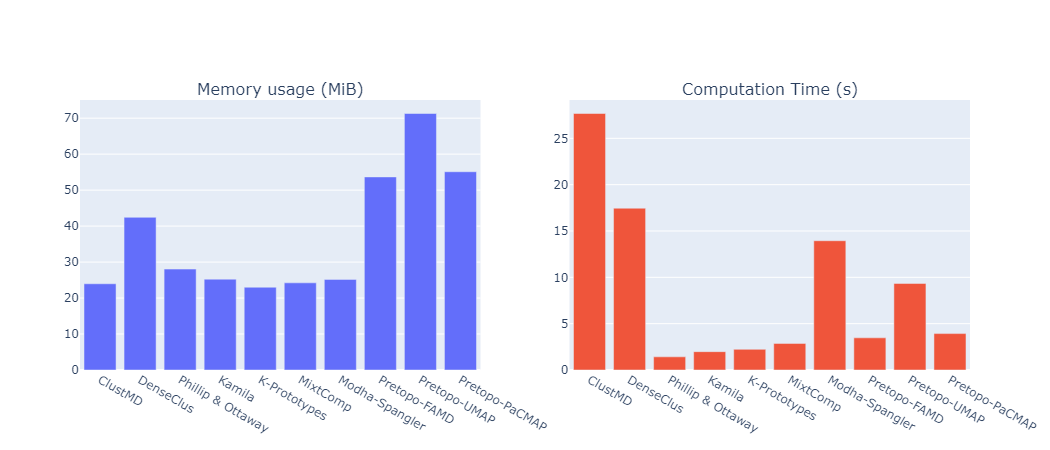 Memory usage (MiB)
70
60
50
40
30
20
10
0
ClustMD
DenseClus
Phillip & Ottaway
Kamila
K-Prototypes
MixtComp
Modha-Spangler
Pretopo-FAMD
Pretopo-UMAP
Pretopo-PaCMAP
Computation Time (s)
25
20
15
10
5
0
ClustMD
DenseClus
Phillip & Ottaway
Kamila
K-Prototypes
MixtComp
Modha-Spangler
Pretopo-FAMD
Pretopo-UMAP
Pretopo-PaCMAP